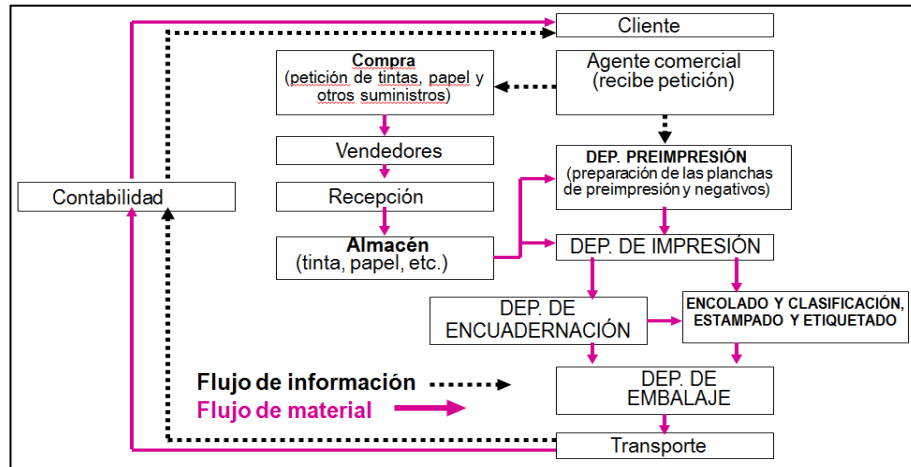 Cliente
Compra
(petición de tintas, papel y
otros suministros)
Agente comercial
(recibe petición)
Vendedores
DEP. PREIMPRESIÓN
(preparación de las planchas
de preimpresión y negativos)
Contabilidad
Recepción
Almacén
(tinta, papel, etc.)
DEP. DE IMPRESIÓN
DEP. DE
ENCUADERNACIÓN
ENCOLADO Y CLASIFICACIÓN,
ESTAMPADO Y ETIQUETADO
Flujo de información
Flujo de material
DEP. DE
EMBALAJE
Transporte